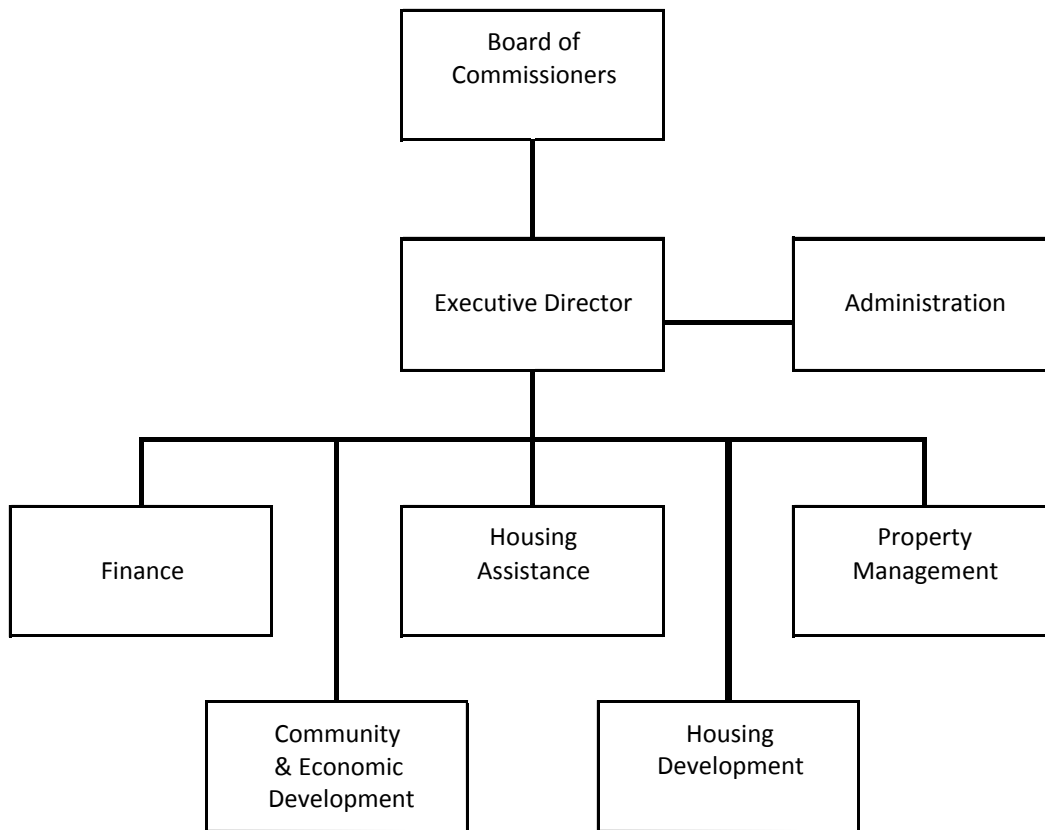 Board of
Commissioners
Executive Director
Administration
Finance
Housing
Assistance
Property
Management
Community
& Economic
Development
Housing
Development